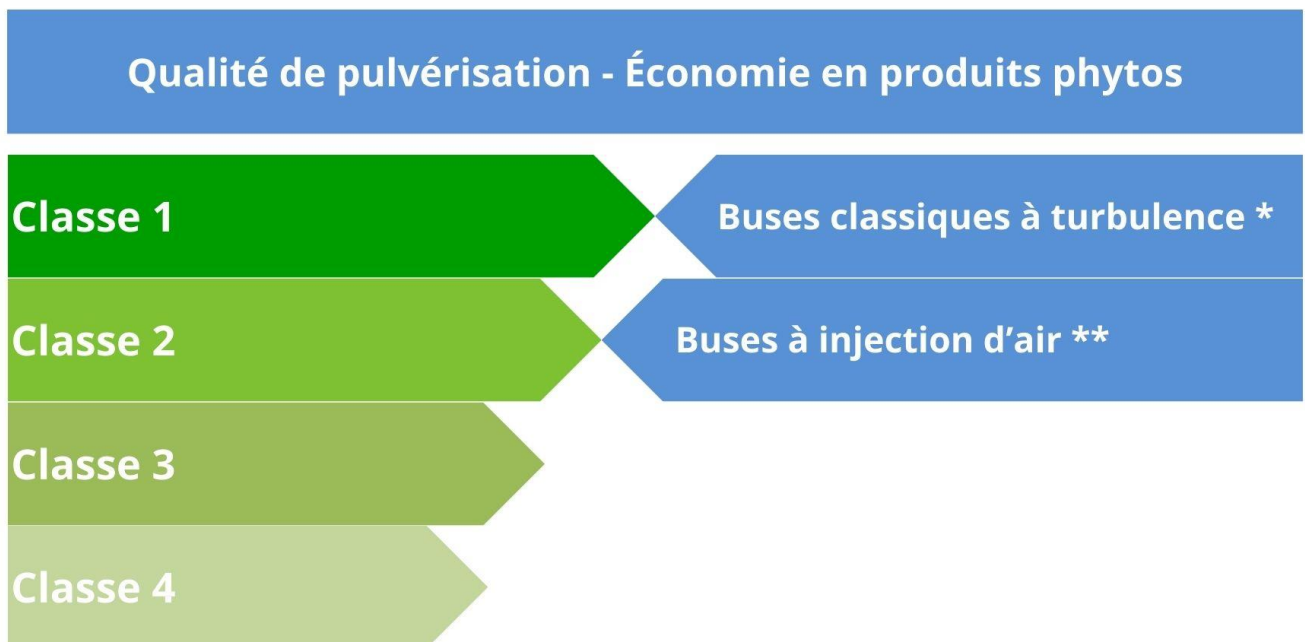 Qualité de pulvérisation - Économie en produits phytos
Classe 1
Buses classiques à turbulence *
Classe 2
Buses à injection d’air **
Classe 3
Classe 4